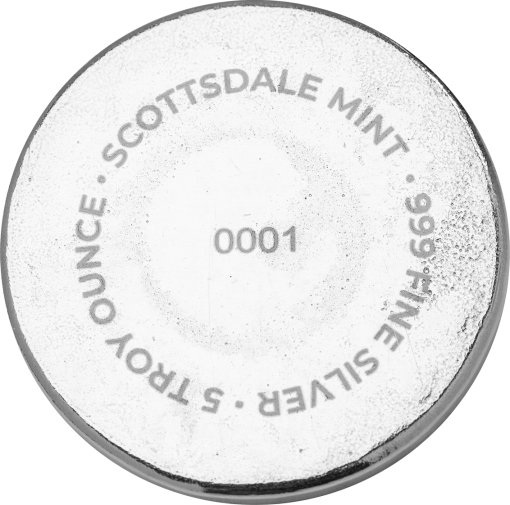 SCOTTSDALE MINT · 999 FINE SILVER · 5 TROY OUNCE ·
0001